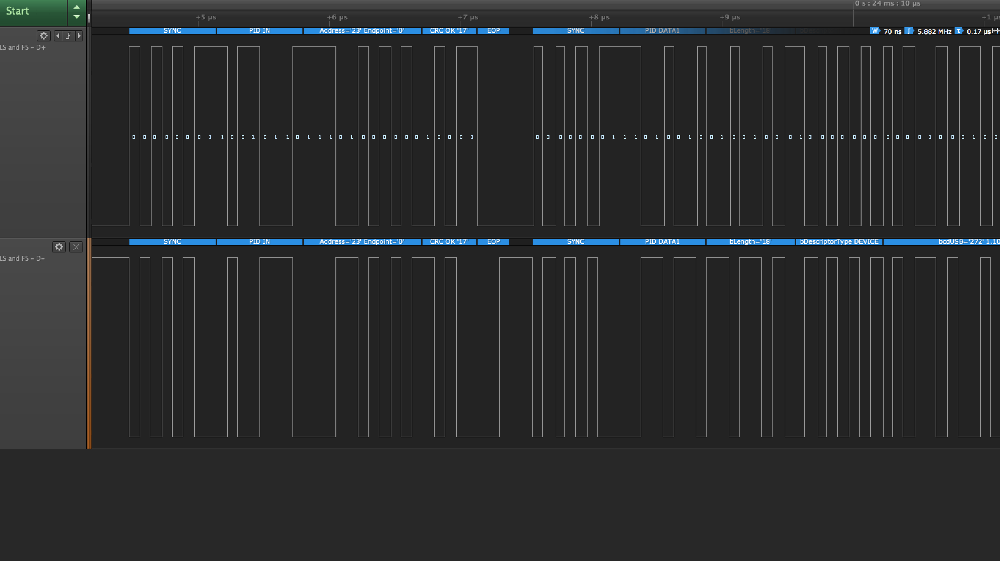 0 s : 24 ms : 10 µs
Start
+5 µs +6 µs +7 µs +8 µs +9 µs +1 µs
SYNC PID IN Address='23' Endpoint='0' CRC OK '17' EOP SYNC PID DATA1 bLength='18' W 70 ns f 5.882 MHz τ 0.17 µs
LS and FS - D+
0 0 0 0 0 0 0 1 1 0 0 1 0 1 1 0 1 1 1 0 1 0 0 0 0 0 0 1 0 0 0 1 0 0 0 0 0 0 0 1 1 1 0 1 0 0 1 0 0 1 0 0 1 0 0 0 1 0 0 0 0 0 0 0 0 0 1 0 0 0 1 0 0
SYNC PID IN Address='23' Endpoint='0' CRC OK '17' EOP SYNC PID DATA1 bLength='18' bDescriptorType DEVICE bcdUSB='272' 1.10
LS and FS - D-